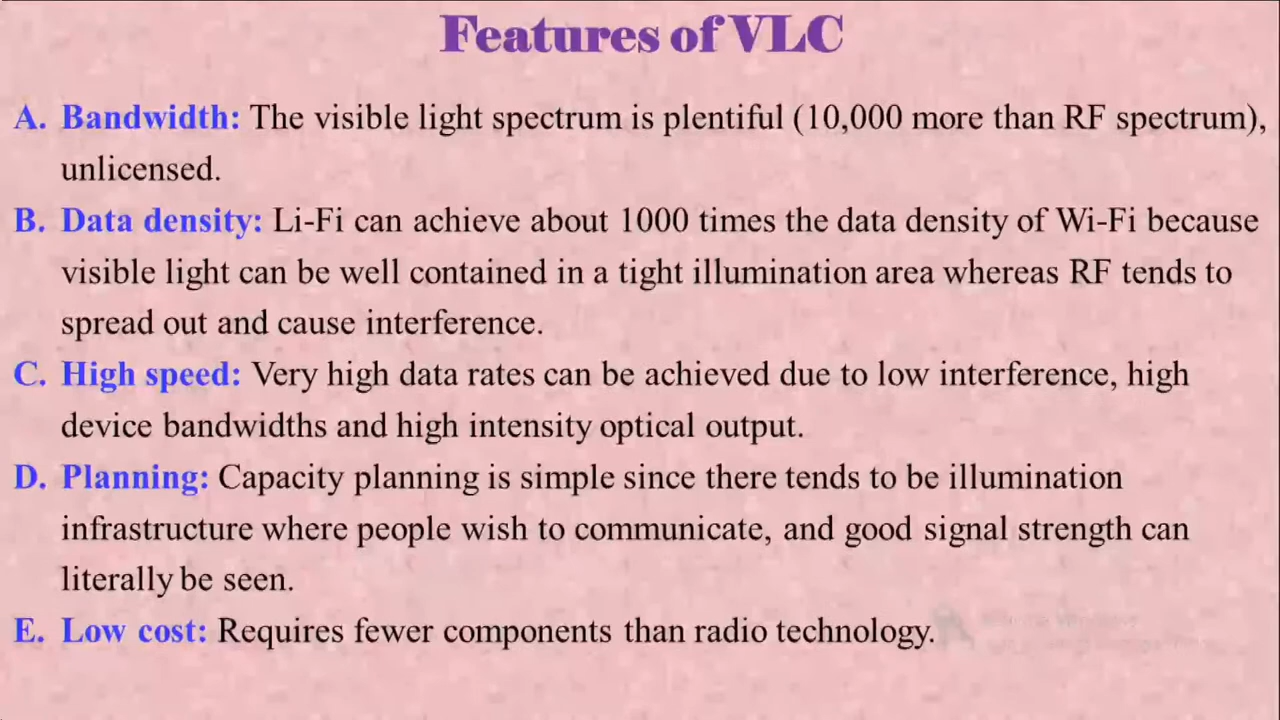 Features of VLC
A. Bandwidth: The visible light spectrum is plentiful (10,000 more than RF spectrum),
unlicensed.
B. Data density: Li-Fi can achieve about 1000 times the data density of Wi-Fi because
visible light can be well contained in a tight illumination area whereas RF tends to
spread out and cause interference.
C. High speed: Very high data rates can be achieved due to low interference, high
device bandwidths and high intensity optical output.
D. Planning: Capacity planning is simple since there tends to be illumination
infrastructure where people wish to communicate, and good signal strength can
literally be seen.
E. Low cost: Requires fewer components than radio technology.